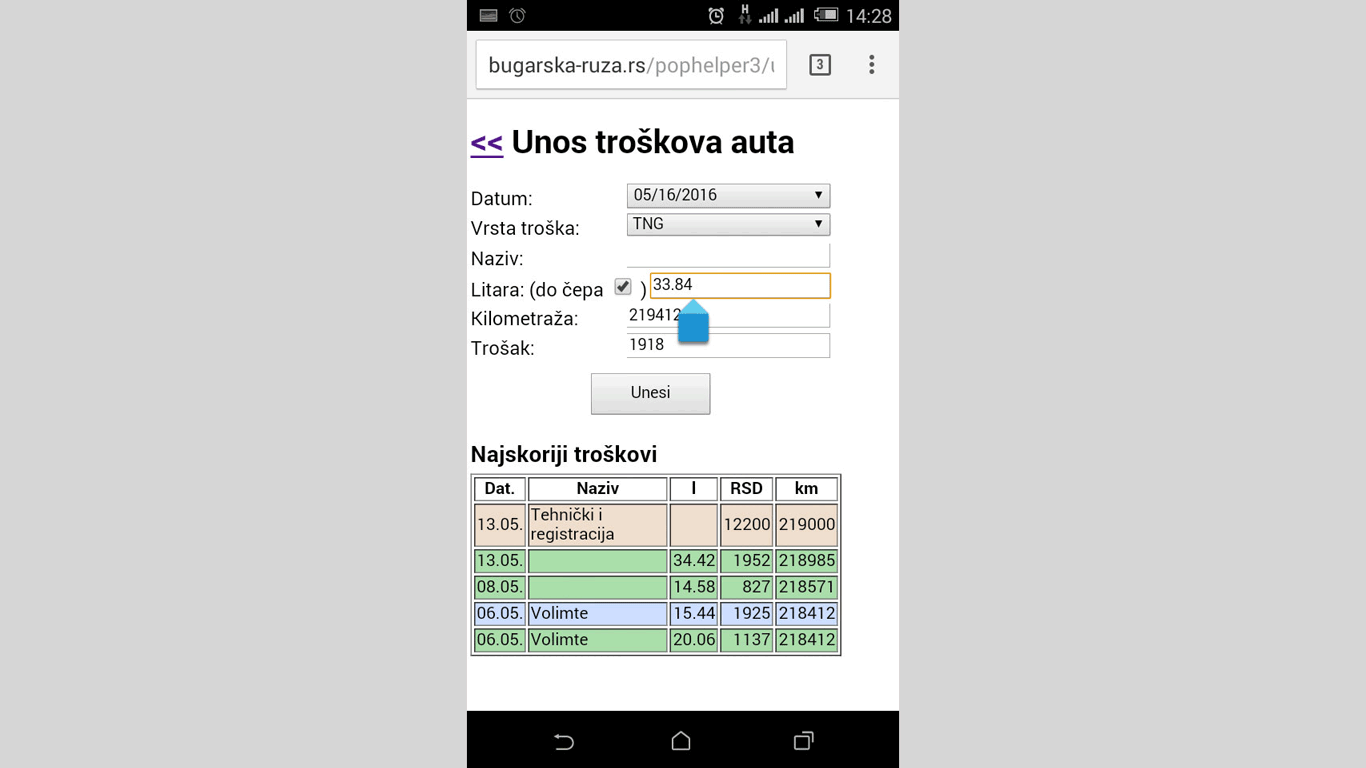 H
14:28
bugarska-ruza.rs/pophelper3/u
3
<< Unos troškova auta
Datum: 05/16/2016
Vrsta troška: TNG
Naziv:
Litara: (do čepa ) 33.84
Kilometraža: 219412
Trošak: 1918
Unesi
Najskoriji troškovi
Dat. Naziv l RSD km
13.05. Tehnički i registracija 12200 219000
13.05. 34.42 1952 218985
08.05. 14.58 827 218571
06.05. Volimte 15.44 1925 218412
06.05. Volimte 20.06 1137 218412